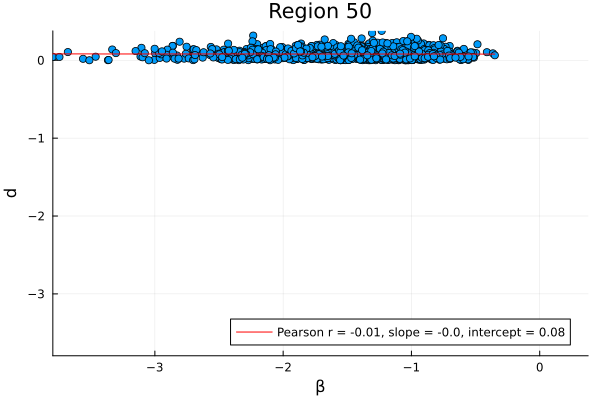 Region 50
0
−1
−2
−3
d
Pearson r = -0.01, slope = -0.0, intercept = 0.08
−3
−2
−1
0
β